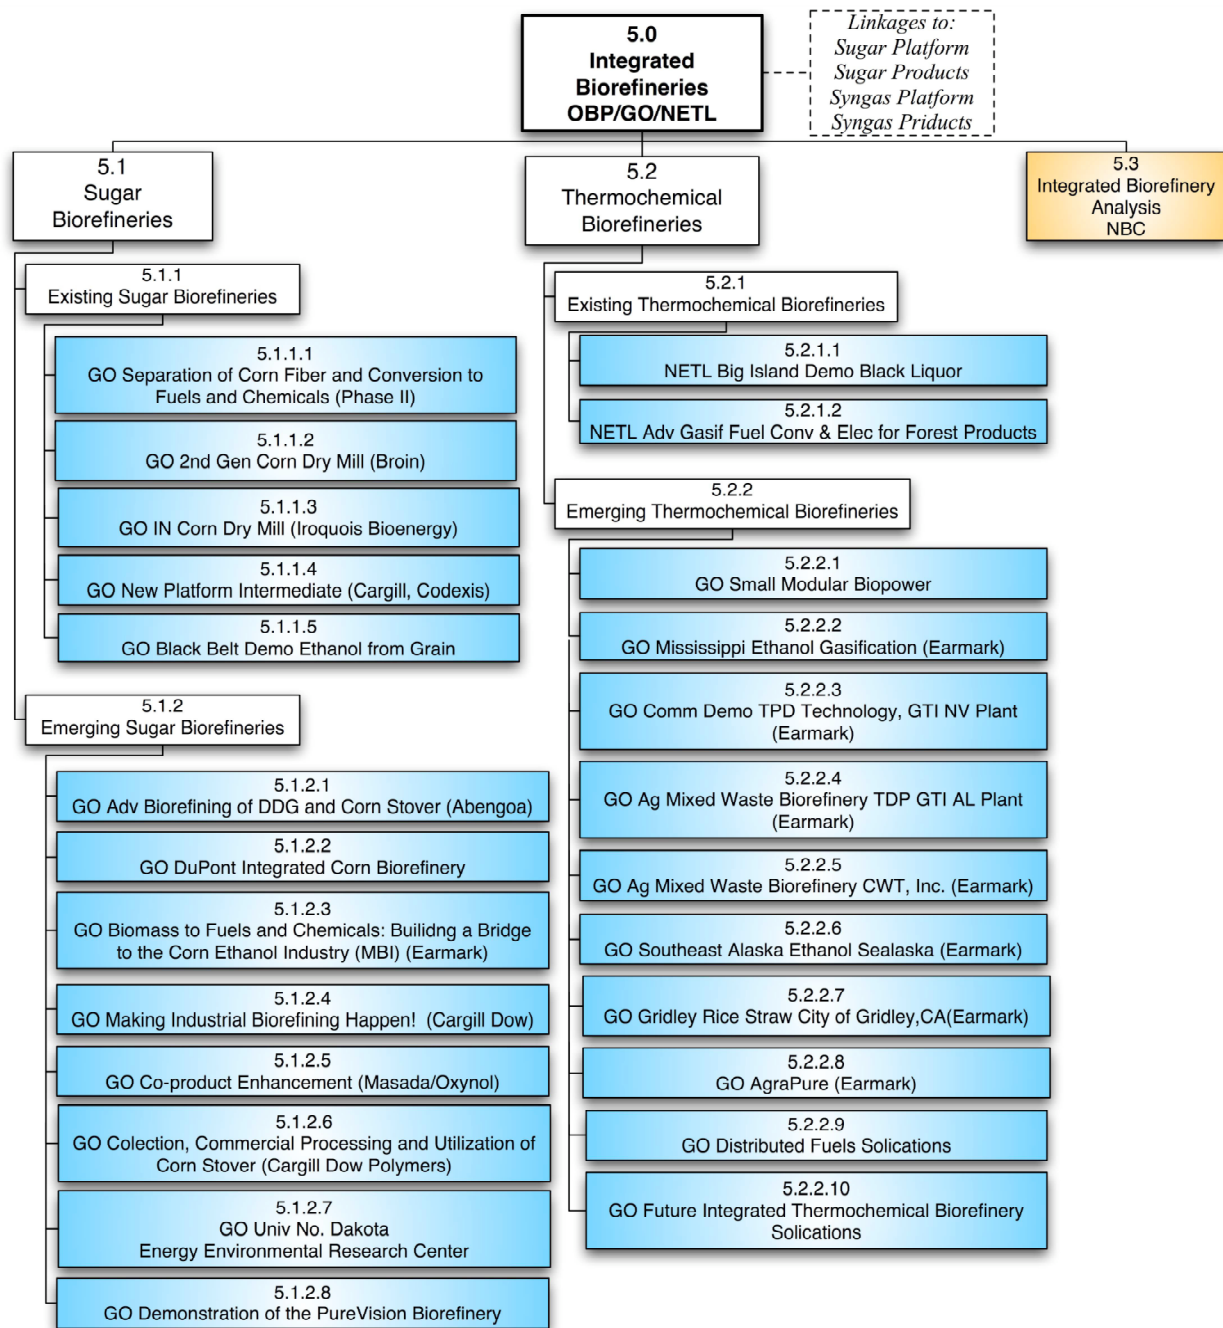 5.0
Integrated
Biorefineries
OBP/GO/NETL
Linkages to:
Sugar Platform
Sugar Products
Syngas Platform
Syngas Priducts
5.1
Sugar
Biorefineries
5.1.1
Existing Sugar Biorefineries
5.1.1.1
GO Separation of Corn Fiber and Conversion to
Fuels and Chemicals (Phase II)
5.1.1.2
GO 2nd Gen Corn Dry Mill (Broin)
5.1.1.3
GO IN Corn Dry Mill (Iroquois Bioenergy)
5.1.1.4
GO New Platform Intermediate (Cargill, Codexis)
5.1.1.5
GO Black Belt Demo Ethanol from Grain
5.1.2
Emerging Sugar Biorefineries
5.1.2.1
GO Adv Biorefining of DDG and Corn Stover (Abengoa)
5.1.2.2
GO DuPont Integrated Corn Biorefinery
5.1.2.3
GO Biomass to Fuels and Chemicals: Builidng a Bridge
to the Corn Ethanol Industry (MBI) (Earmark)
5.1.2.4
GO Making Industrial Biorefining Happen! (Cargill Dow)
5.1.2.5
GO Co-product Enhancement (Masada/Oxynol)
5.1.2.6
GO Colection, Commercial Processing and Utilization of
Corn Stover (Cargill Dow Polymers)
5.1.2.7
GO Univ No. Dakota
Energy Environmental Research Center
5.1.2.8
GO Demonstration of the PureVision Biorefinery
5.2
Thermochemical
Biorefineries
5.2.1
Existing Thermochemical Biorefineries
5.2.1.1
NETL Big Island Demo Black Liquor
5.2.1.2
NETL Adv Gasif Fuel Conv & Elec for Forest Products
5.2.2
Emerging Thermochemical Biorefineries
5.2.2.1
GO Small Modular Biopower
5.2.2.2
GO Mississippi Ethanol Gasification (Earmark)
5.2.2.3
GO Comm Demo TPD Technology, GTI NV Plant
(Earmark)
5.2.2.4
GO Ag Mixed Waste Biorefinery TDP GTI AL Plant
(Earmark)
5.2.2.5
GO Ag Mixed Waste Biorefinery CWT, Inc. (Earmark)
5.2.2.6
GO Southeast Alaska Ethanol Sealaska (Earmark)
5.2.2.7
GO Gridley Rice Straw City of Gridley,CA(Earmark)
5.2.2.8
GO AgraPure (Earmark)
5.2.2.9
GO Distributed Fuels Solications
5.2.2.10
GO Future Integrated Thermochemical Biorefinery
Solications
5.3
Integrated Biorefinery
Analysis
NBC